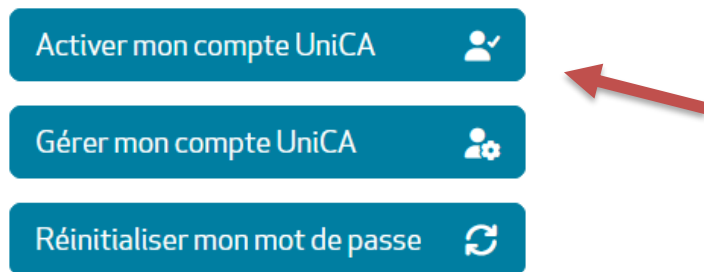 Activer mon compte UniCA
Gérer mon compte UniCA
Réinitialiser mon mot de passe